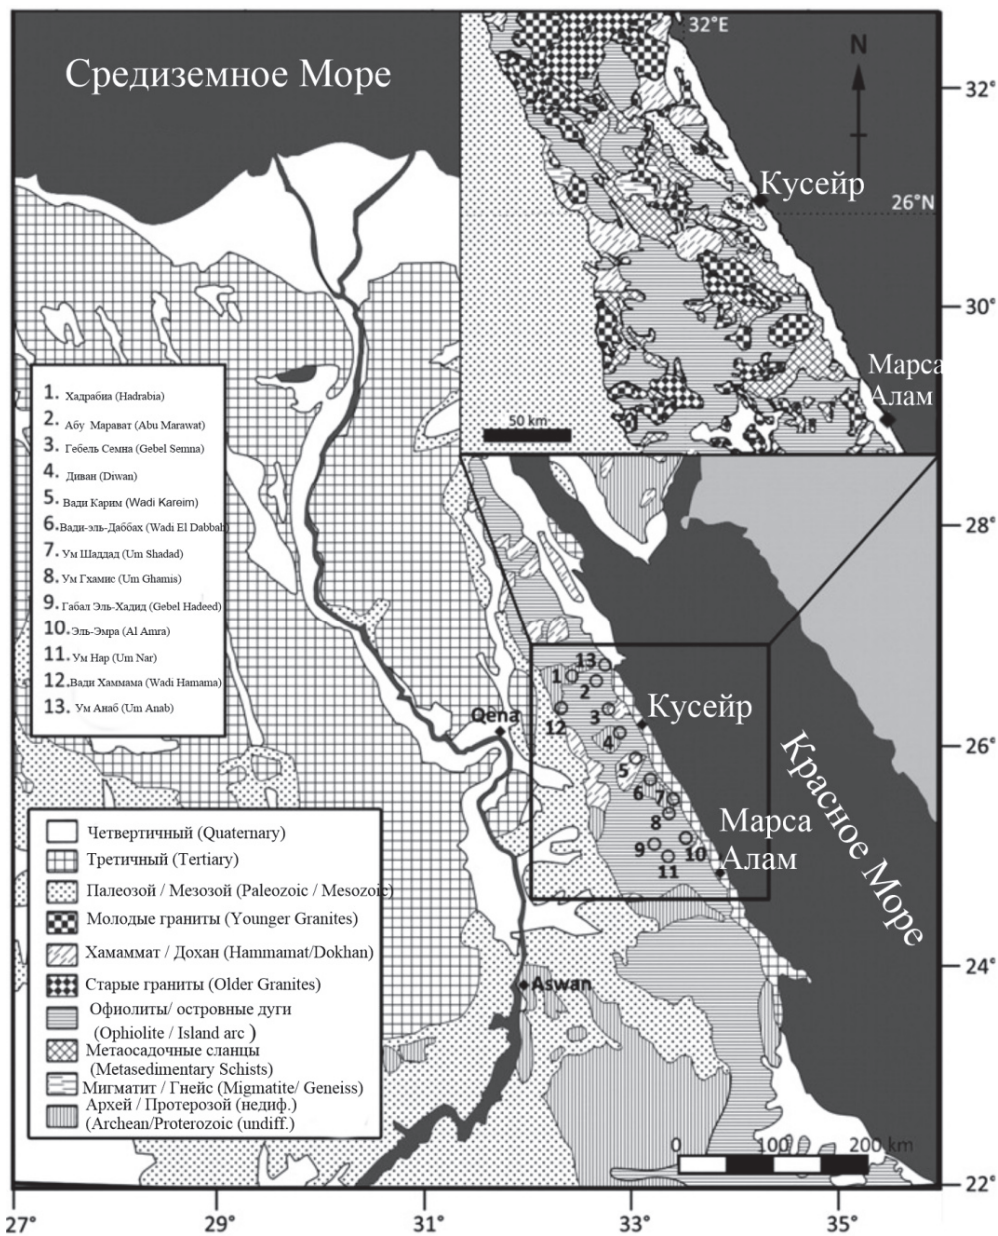 Средиземное Море
32°E
N
32°
Кусейр
26°N
30°
Марса
Алам
50 km
1. Хадрабиа (Hadrabia)
2. Абу Марават (Abu Marawat)
3. Гебель Семна (Gebel Semna)
4. Диван (Diwan)
5. Вади Карим (Wadi Kareim)
6. Вади-эль-Даббах (Wadi El Dabbah
7. Ум Шаддад (Um Shadad)
8. Ум Гхамис (Um Ghamis)
9. Габал Эль-Хадид (Gebel Hadeed)
10. Эль-Эмра (Al Amra)
11. Ум Нар (Um Nar)
12. Вади Хаммама (Wadi Hamama)
13. Ум Анаб (Um Anab)
28°
13
1
2
Qena
12
3
Кусейр
4
26°
5
6
7
8
Марса
Алам
9
10
11
Красное Море
Четвертичный (Quaternary)
Третичный (Tertiary)
Палеозой / Мезозой (Paleozoic / Mesozoic)
Молодые граниты (Younger Granites)
Хамаммат / Дохан (Hammamat/Dokhan)
Старые граниты (Older Granites)
Офиолиты/ островные дуги
(Ophiolite / Island arc )
Метаосадочные сланцы
(Metasedimentary Schists)
Мигматит / Гнейс (Migmatite/ Geneiss)
Архей / Протерозой (недиф.)
(Archean/Proterozoic (undiff.)
24°
Aswan
0 100 200 km
22°
27° 29° 31° 33° 35°